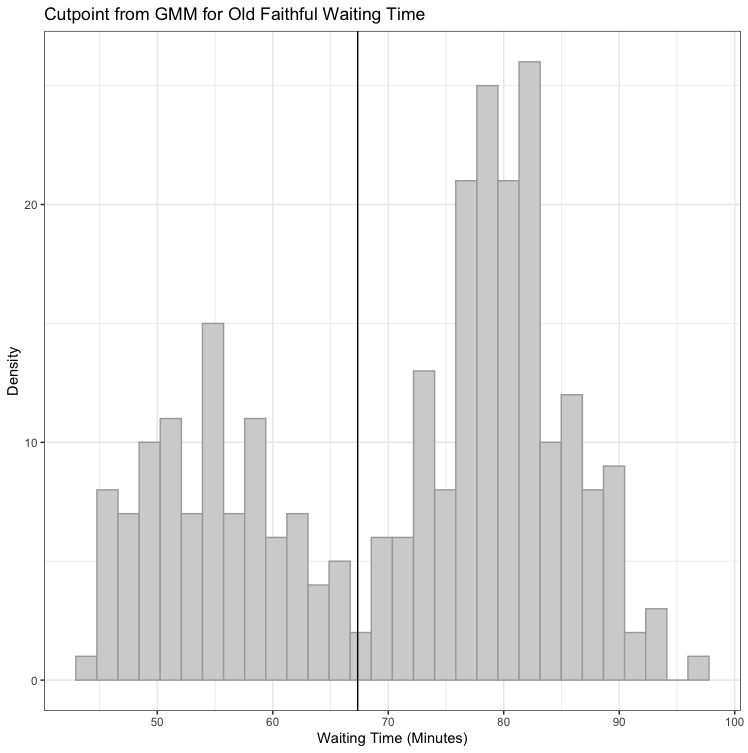 Cutpoint from GMM for Old Faithful Waiting Time
Density
20
10
0
50 60 70 80 90 100
Waiting Time (Minutes)